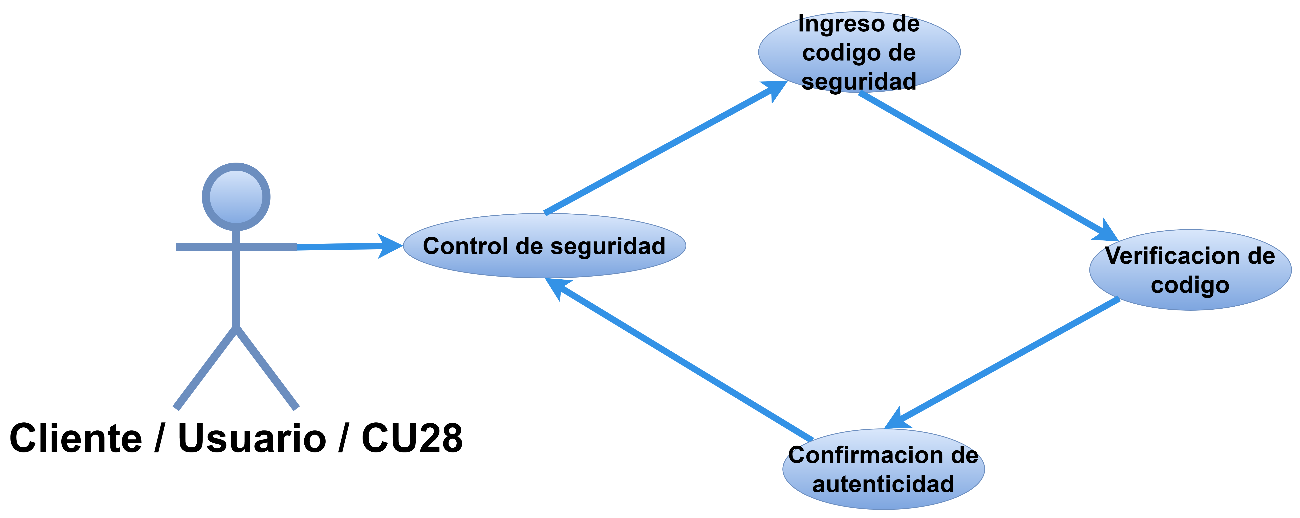 Ingreso de
codigo de
seguridad
Control de seguridad
Verificacion de
codigo
Cliente / Usuario / CU28
Confirmacion de
autenticidad